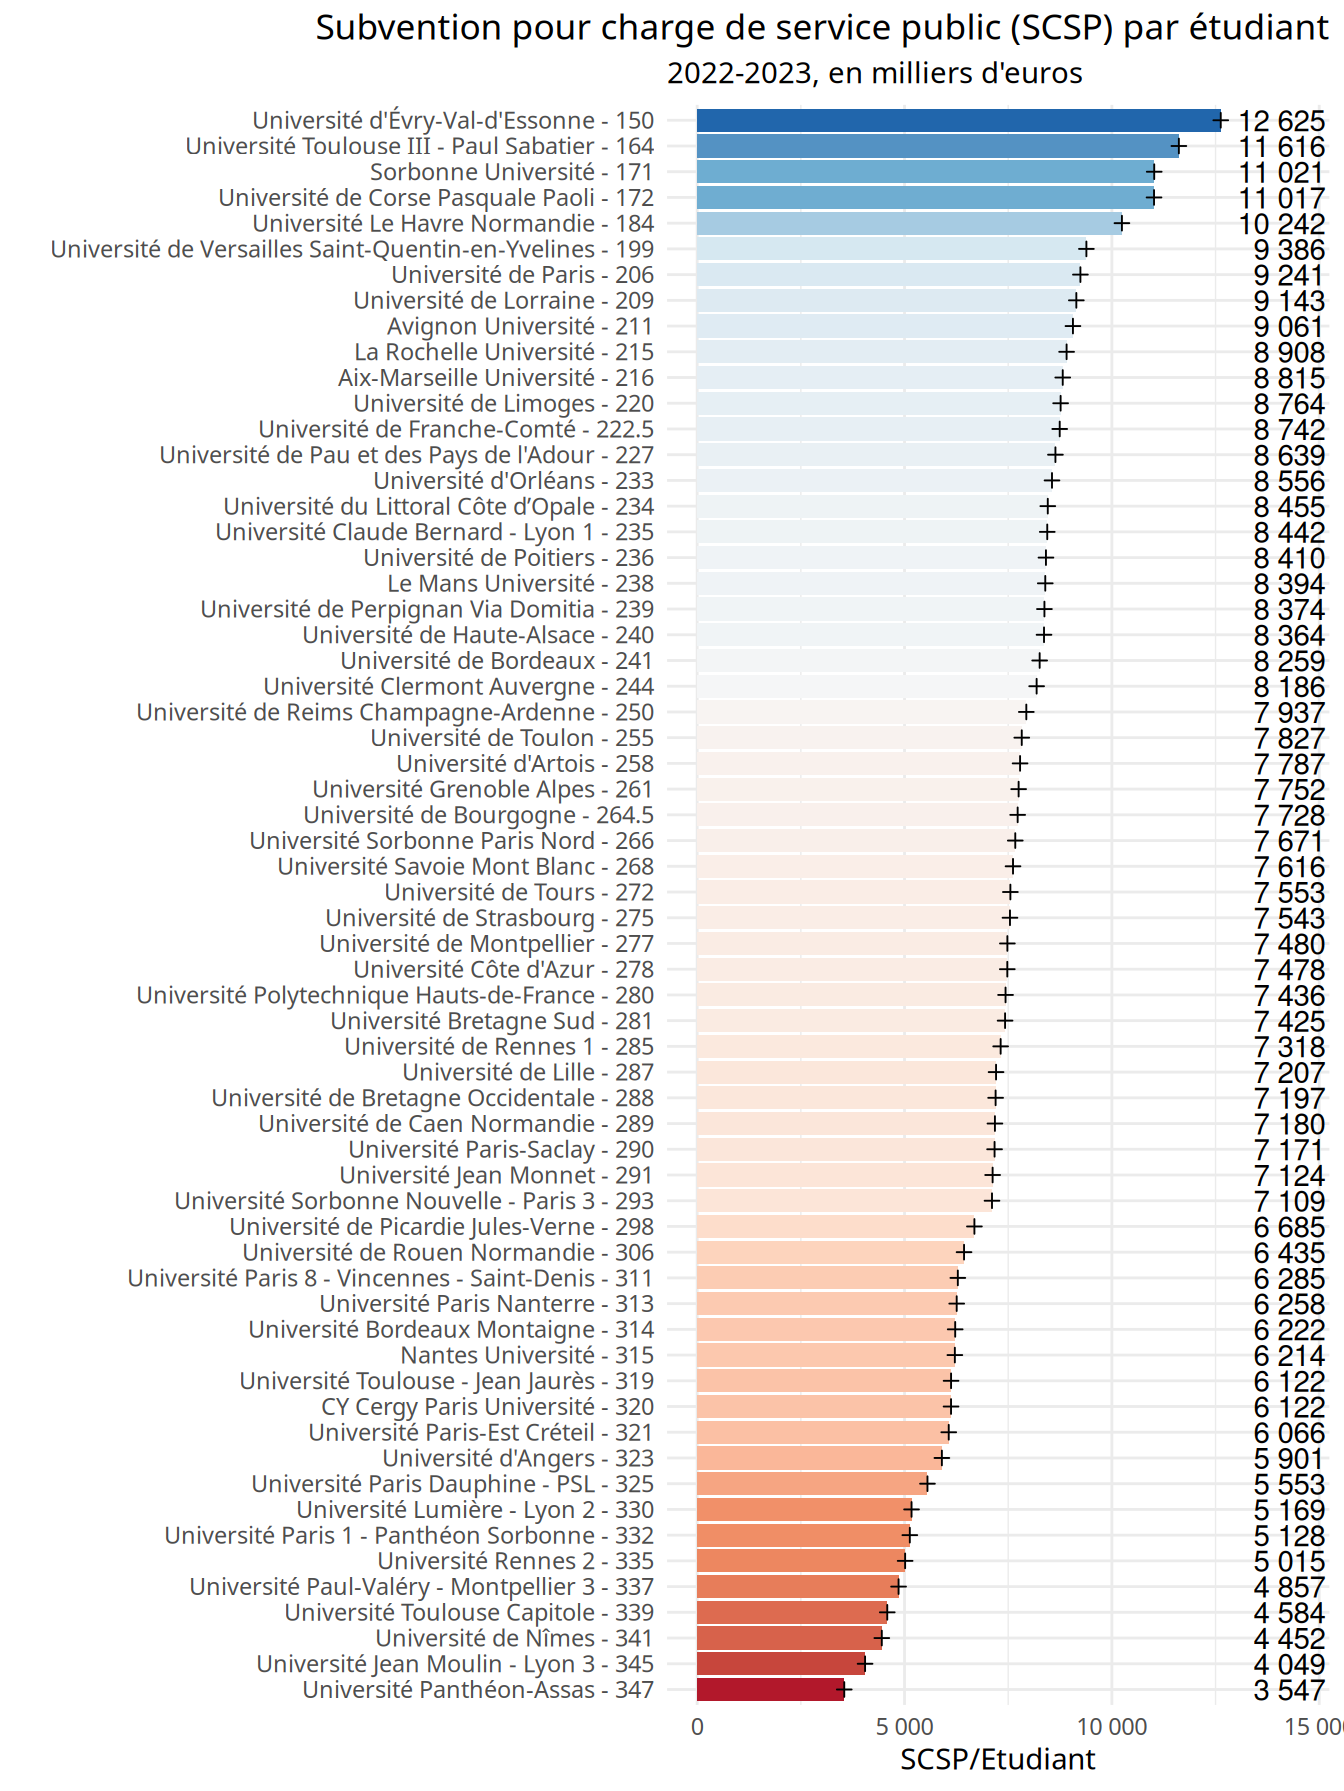 Subvention pour charge de service public (SCSP) par étudiant
2022-2023, en milliers d'euros
Université d'Évry-Val-d'Essonne - 150 12 625
Université Toulouse III - Paul Sabatier - 164 11 616
Sorbonne Université - 171 11 021
Université de Corse Pasquale Paoli - 172 11 017
Université Le Havre Normandie - 184 10 242
Université de Versailles Saint-Quentin-en-Yvelines - 199 9 386
Université de Paris - 206 9 241
Université de Lorraine - 209 9 143
Avignon Université - 211 9 061
La Rochelle Université - 215 8 908
Aix-Marseille Université - 216 8 815
Université de Limoges - 220 8 764
Université de Franche-Comté - 222.5 8 742
Université de Pau et des Pays de l'Adour - 227 8 639
Université d'Orléans - 233 8 556
Université du Littoral Côte d’Opale - 234 8 455
Université Claude Bernard - Lyon 1 - 235 8 442
Université de Poitiers - 236 8 410
Le Mans Université - 238 8 394
Université de Perpignan Via Domitia - 239 8 374
Université de Haute-Alsace - 240 8 364
Université de Bordeaux - 241 8 259
Université Clermont Auvergne - 244 8 186
Université de Reims Champagne-Ardenne - 250 7 937
Université de Toulon - 255 7 827
Université d'Artois - 258 7 787
Université Grenoble Alpes - 261 7 752
Université de Bourgogne - 264.5 7 728
Université Sorbonne Paris Nord - 266 7 671
Université Savoie Mont Blanc - 268 7 616
Université de Tours - 272 7 553
Université de Strasbourg - 275 7 543
Université de Montpellier - 277 7 480
Université Côte d'Azur - 278 7 478
Université Polytechnique Hauts-de-France - 280 7 436
Université Bretagne Sud - 281 7 425
Université de Rennes 1 - 285 7 318
Université de Lille - 287 7 207
Université de Bretagne Occidentale - 288 7 197
Université de Caen Normandie - 289 7 180
Université Paris-Saclay - 290 7 171
Université Jean Monnet - 291 7 124
Université Sorbonne Nouvelle - Paris 3 - 293 7 109
Université de Picardie Jules-Verne - 298 6 685
Université de Rouen Normandie - 306 6 435
Université Paris 8 - Vincennes - Saint-Denis - 311 6 285
Université Paris Nanterre - 313 6 258
Université Bordeaux Montaigne - 314 6 222
Nantes Université - 315 6 214
Université Toulouse - Jean Jaurès - 319 6 122
CY Cergy Paris Université - 320 6 122
Université Paris-Est Créteil - 321 6 066
Université d'Angers - 323 5 901
Université Paris Dauphine - PSL - 325 5 553
Université Lumière - Lyon 2 - 330 5 169
Université Paris 1 - Panthéon Sorbonne - 332 5 128
Université Rennes 2 - 335 5 015
Université Paul-Valéry - Montpellier 3 - 337 4 857
Université Toulouse Capitole - 339 4 584
Université de Nîmes - 341 4 452
Université Jean Moulin - Lyon 3 - 345 4 049
Université Panthéon-Assas - 347 3 547
0 5 000 10 000 15 00
SCSP/Etudiant